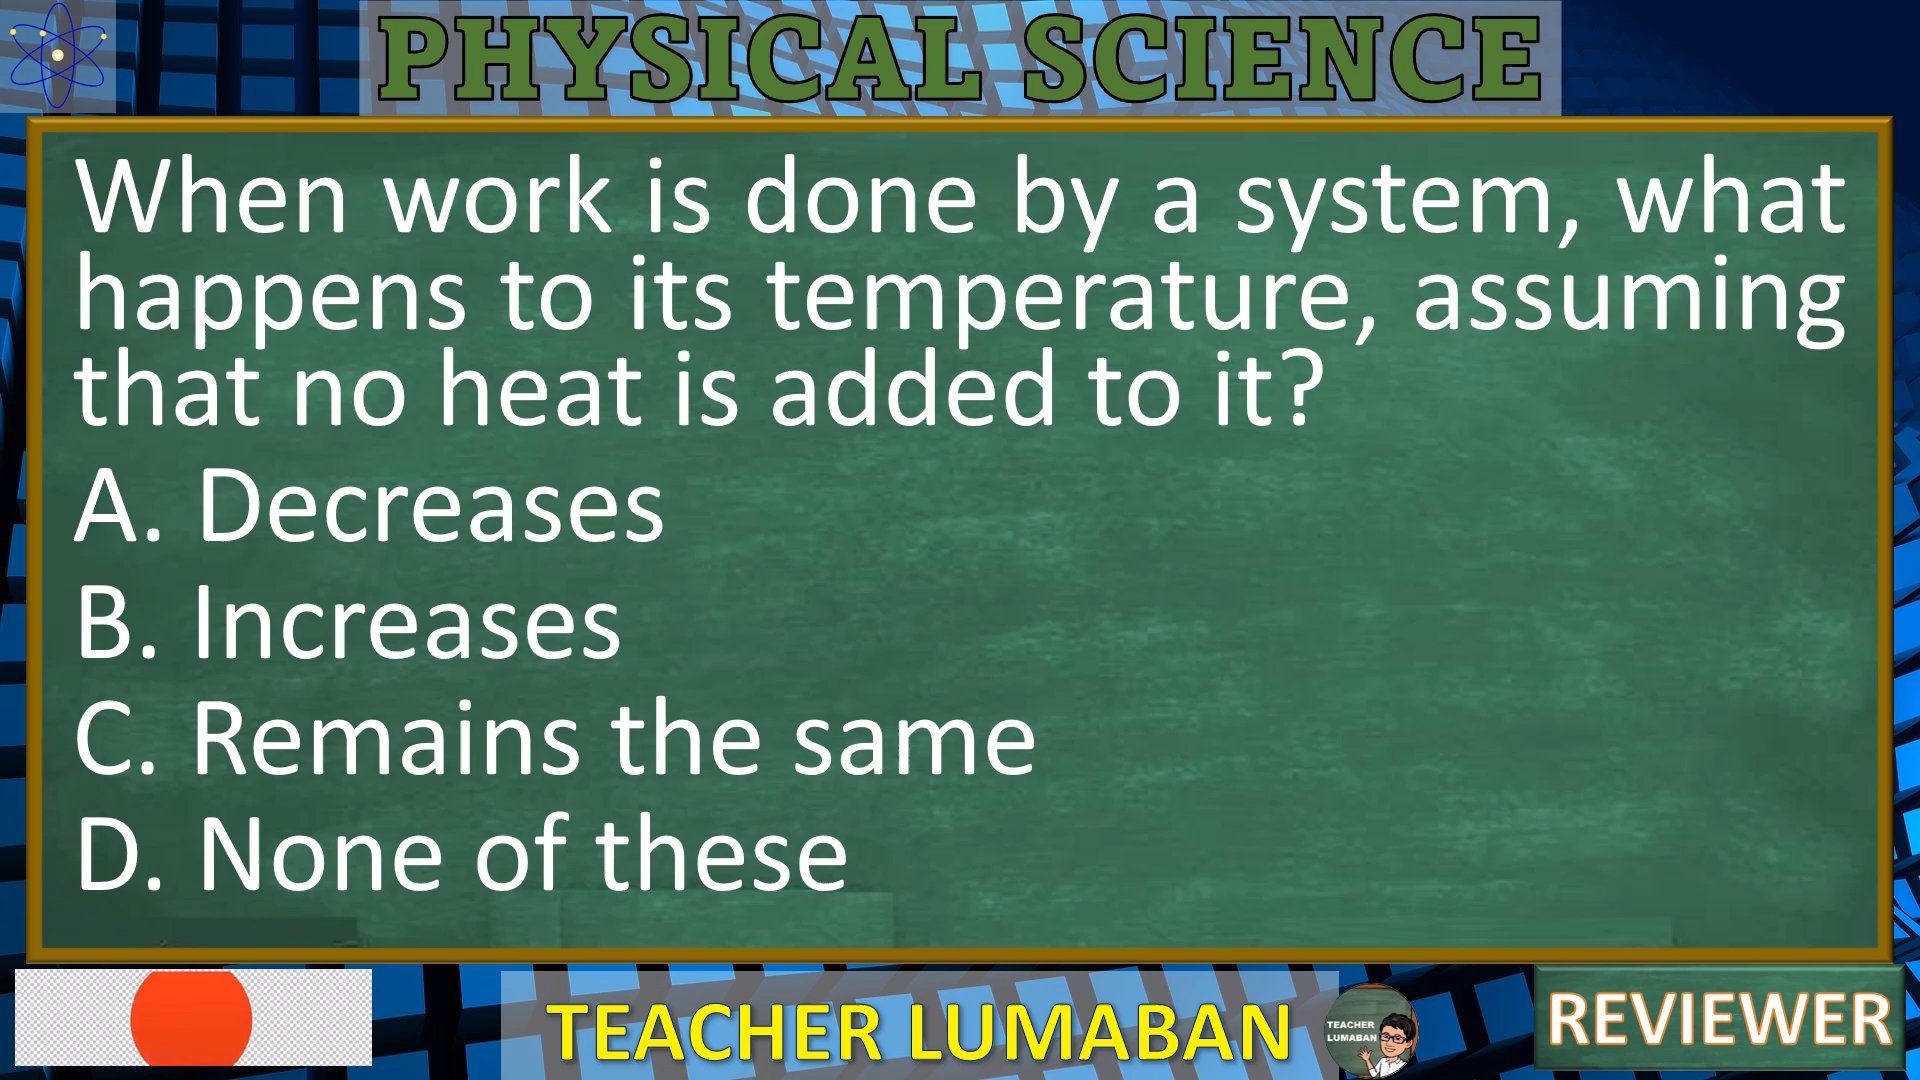 PHYSICAL SCIENCE
When work is done by a system, what
happens to its temperature, assuming
that no heat is added to it?
A. Decreases
B. Increases
C. Remains the same
D. None of these
TEACHER LUMABAN
TEACHER
LUMABAN
REVIEWER